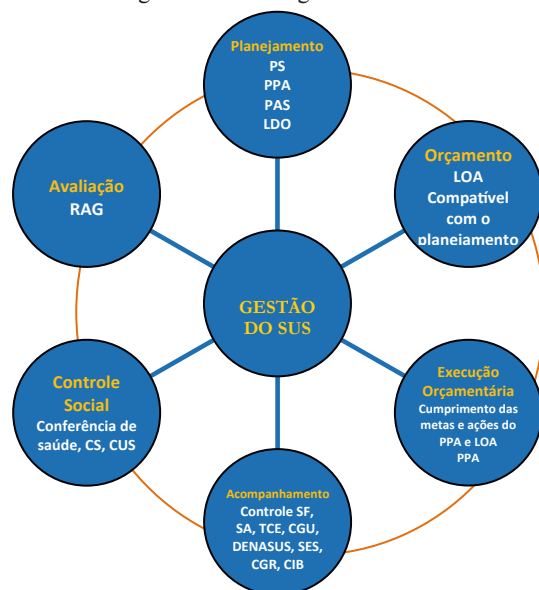 Planejamento
PS
PPA
PAS
LDO
Orçamento
LOA
Compatível
com o
planejamento
Avaliação
RAG
GESTÃO
DO SUS
Execução
Orçamentária
Cumprimento das
metas e ações do
PPA e LOA
PPA
Controle
Social
Conferência de
saúde, CS, CUS
Acompanhamento
Controle SF,
SA, TCE, CGU,
DENASUS, SES,
CGR, CIB